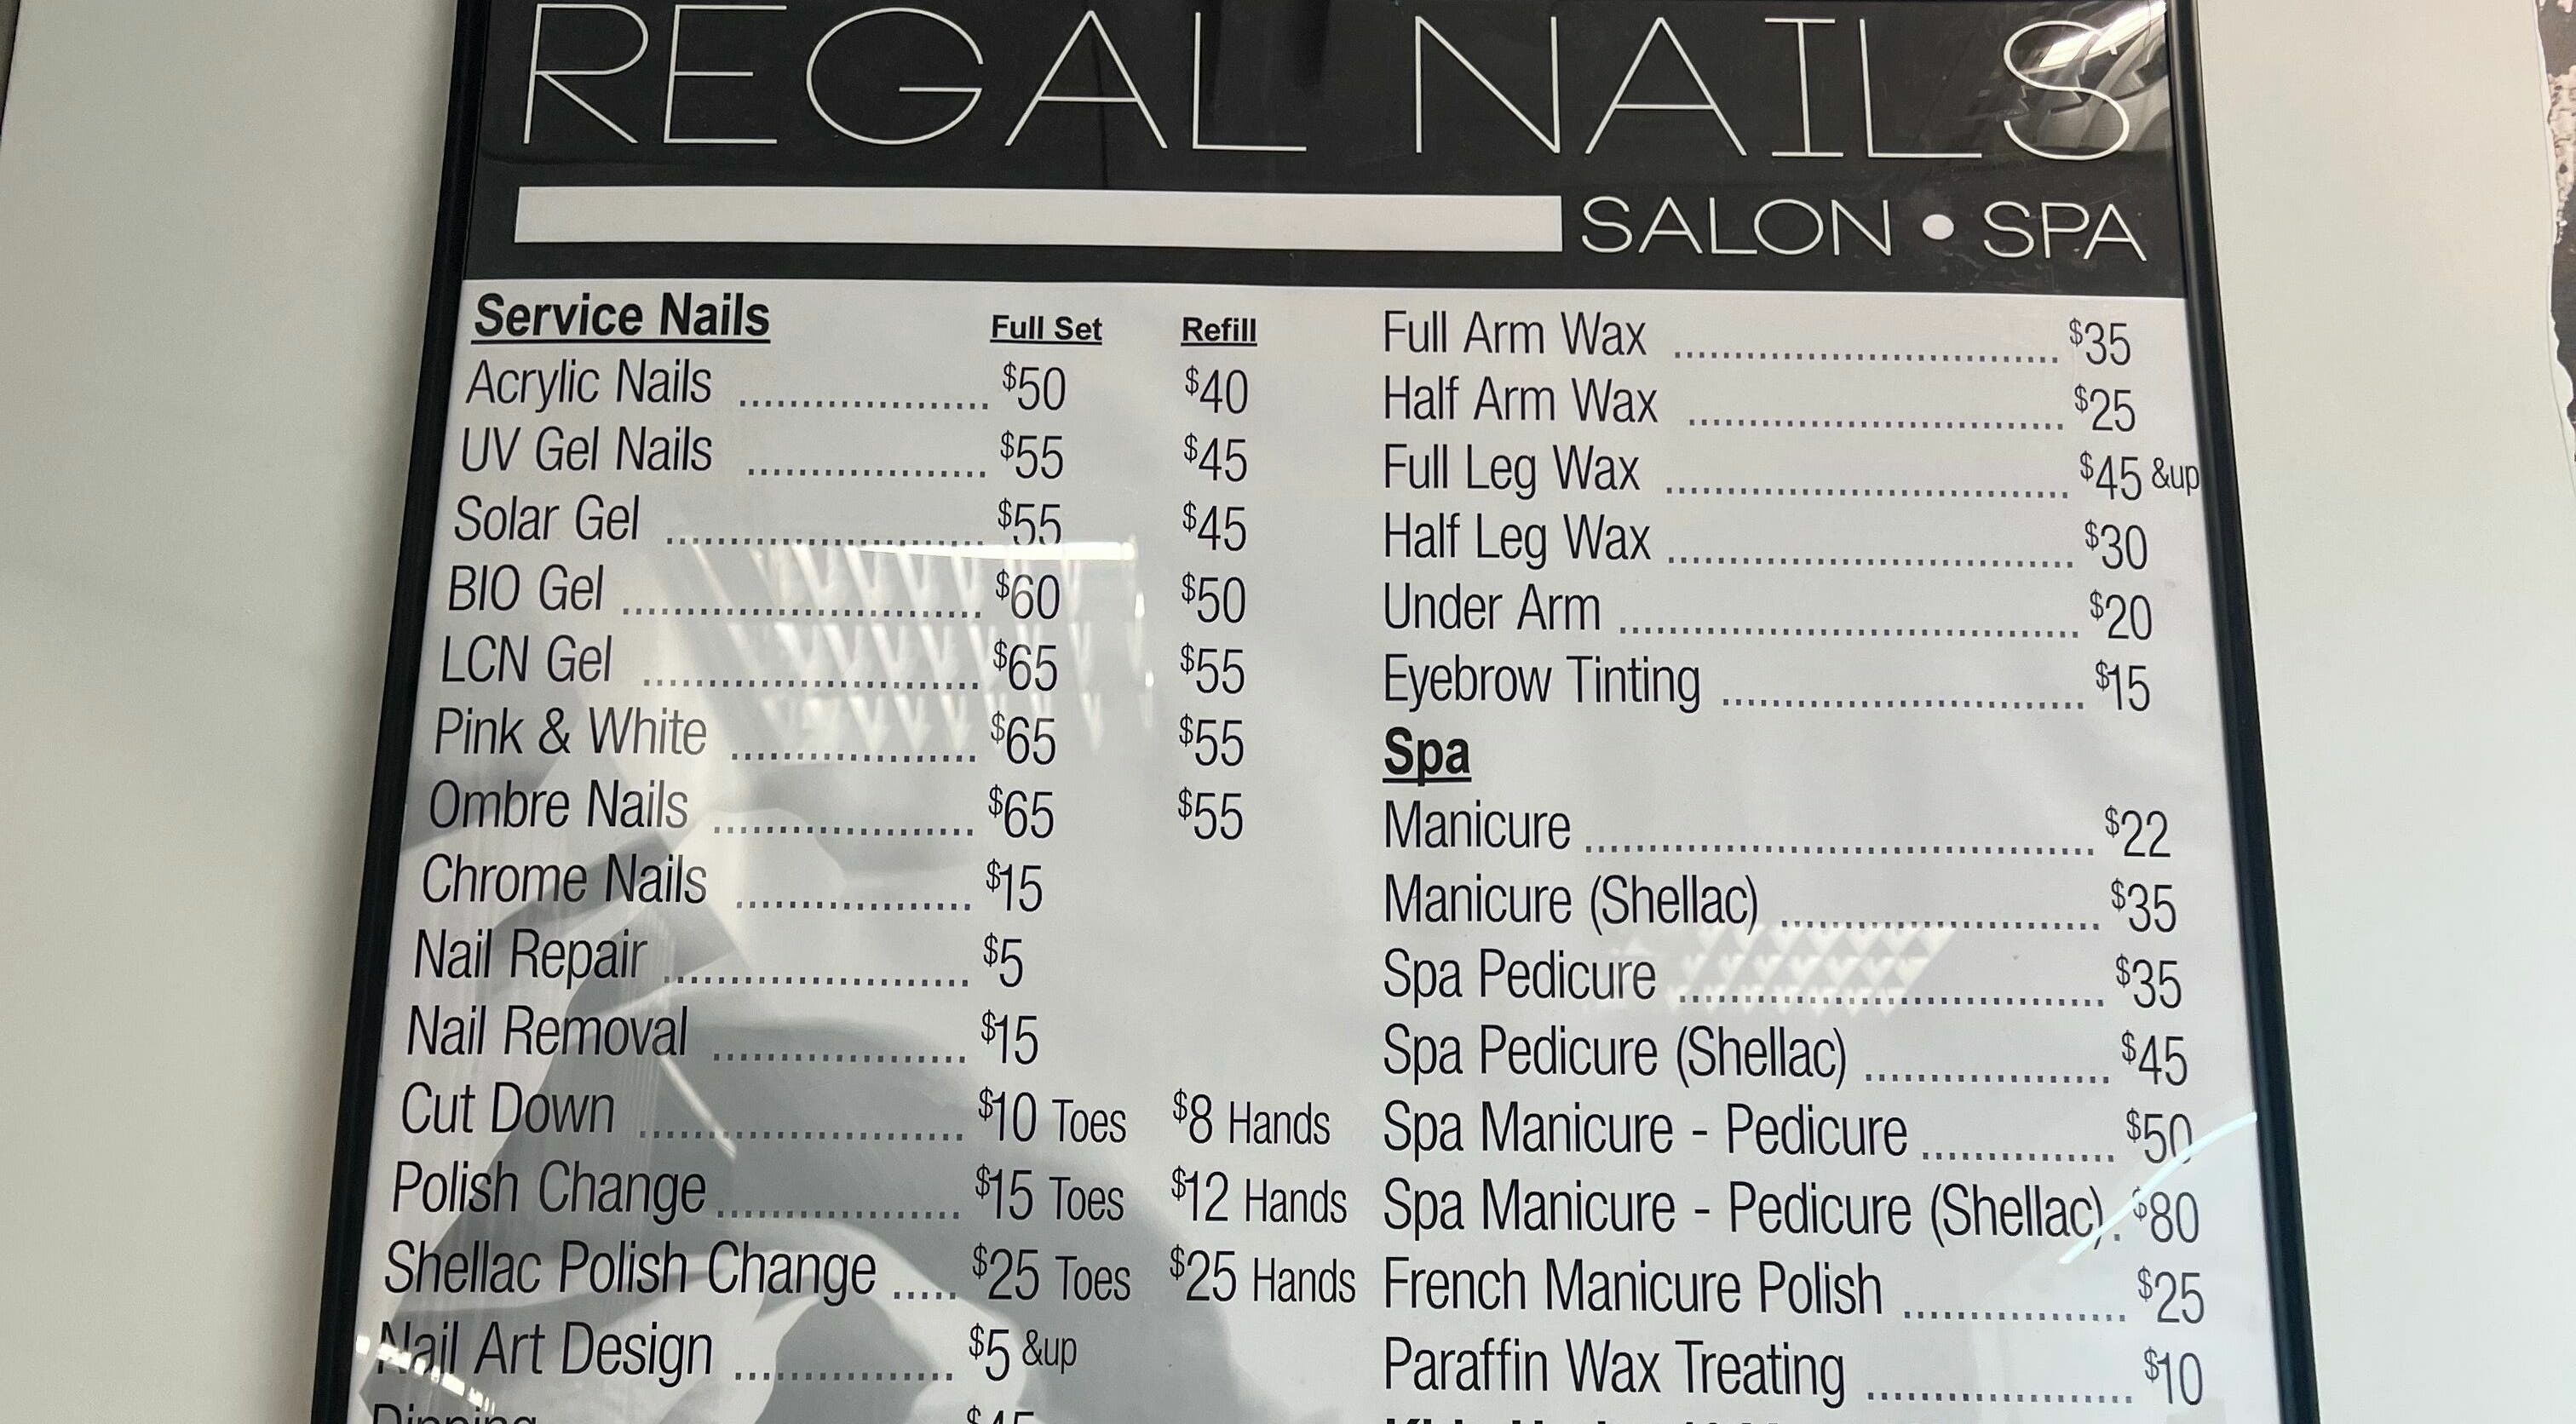 REGAL NAILS
SALON • SPA
Service Nails Full Set Refill
Acrylic Nails ................... $50 $40
UV Gel Nails .................. $55 $45
Solar Gel ........................ $55 $45
BIO Gel ............................ $60 $50
LCN Gel .......................... $65 $55
Pink & White ................... $65 $55
Ombre Nails .................... $65 $55
Chrome Nails .................. $15
Nail Repair ........................ $5
Nail Removal .................... $15
Cut Down ......................... $10 Toes $8 Hands
Polish Change ................... $15 Toes $12 Hands
Shellac Polish Change ..... $25 Toes $25 Hands
Nail Art Design ................. $5 &up
Dipping $45
Full Arm Wax .............................. $35
Half Arm Wax ............................. $25
Full Leg Wax ............................... $45 &up
Half Leg Wax ............................... $30
Under Arm ................................... $20
Eyebrow Tinting ............................ $15
Spa
Manicure ....................................... $22
Manicure (Shellac) ......................... $35
Spa Pedicure ................................. $35
Spa Pedicure (Shellac) ................... $45
Spa Manicure - Pedicure ............... $50
Spa Manicure - Pedicure (Shellac). $80
French Manicure Polish ................. $25
Paraffin Wax Treating .................... $10